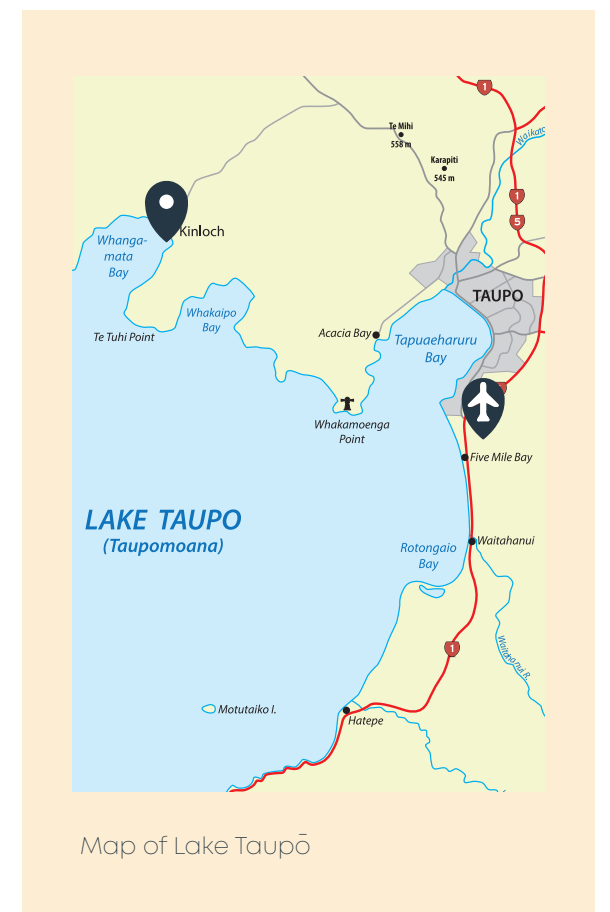 1
Te Mihi
558 m
Waikato
Karapiti
545 m
1
5
Kinloch
Whanga-
mata
Bay
TAUPO
Whakaipo
Bay
Te Tuhi Point
Acacia Bay
Tapuaeharuru
Bay
Whakamoenga
Point
Five Mile Bay
LAKE TAUPO
(Taupomoana)
Waitahanui
Rotongaio
Bay
Waitahanui R.
1
Motutaiko I.
Hatepe
Map of Lake Taupō